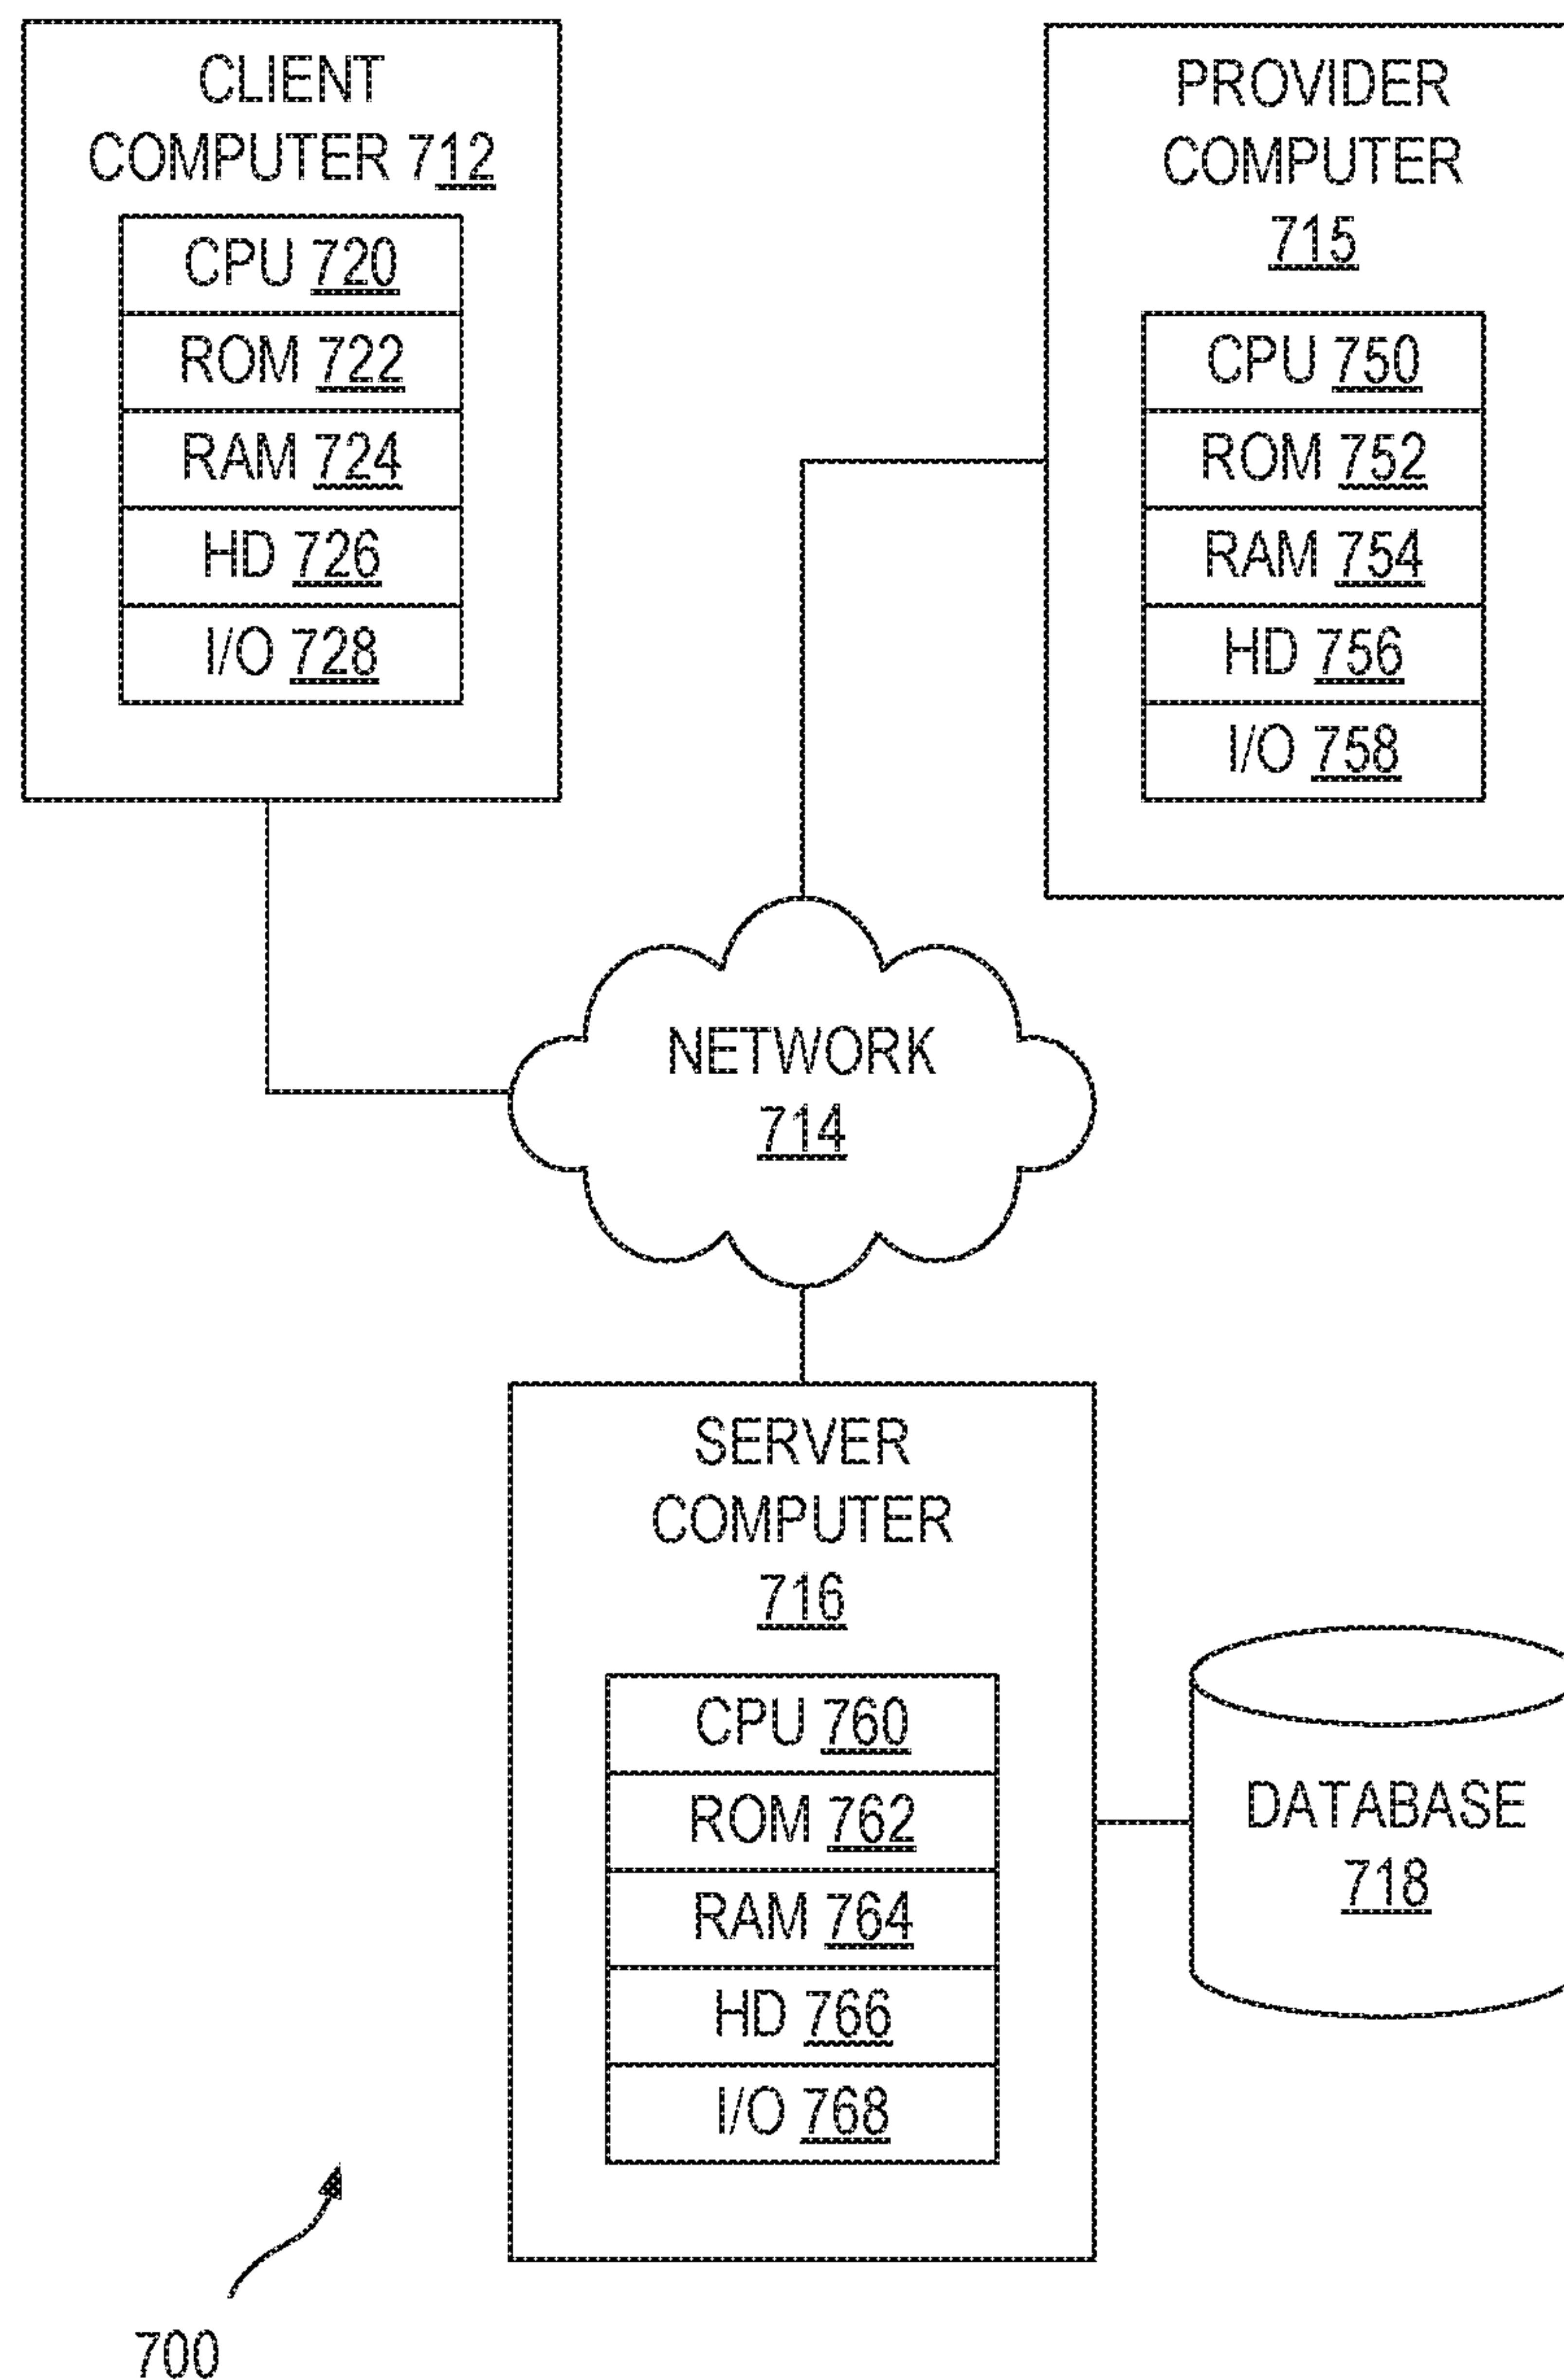 CLIENT
COMPUTER 712
CPU 720
ROM 722
RAM 724
HD 726
I/O 728
PROVIDER
COMPUTER
715
CPU 750
ROM 752
RAM 754
HD 756
I/O 758
NETWORK
714
SERVER
COMPUTER
716
CPU 760
ROM 762
RAM 764
HD 766
I/O 768
DATABASE
718
700